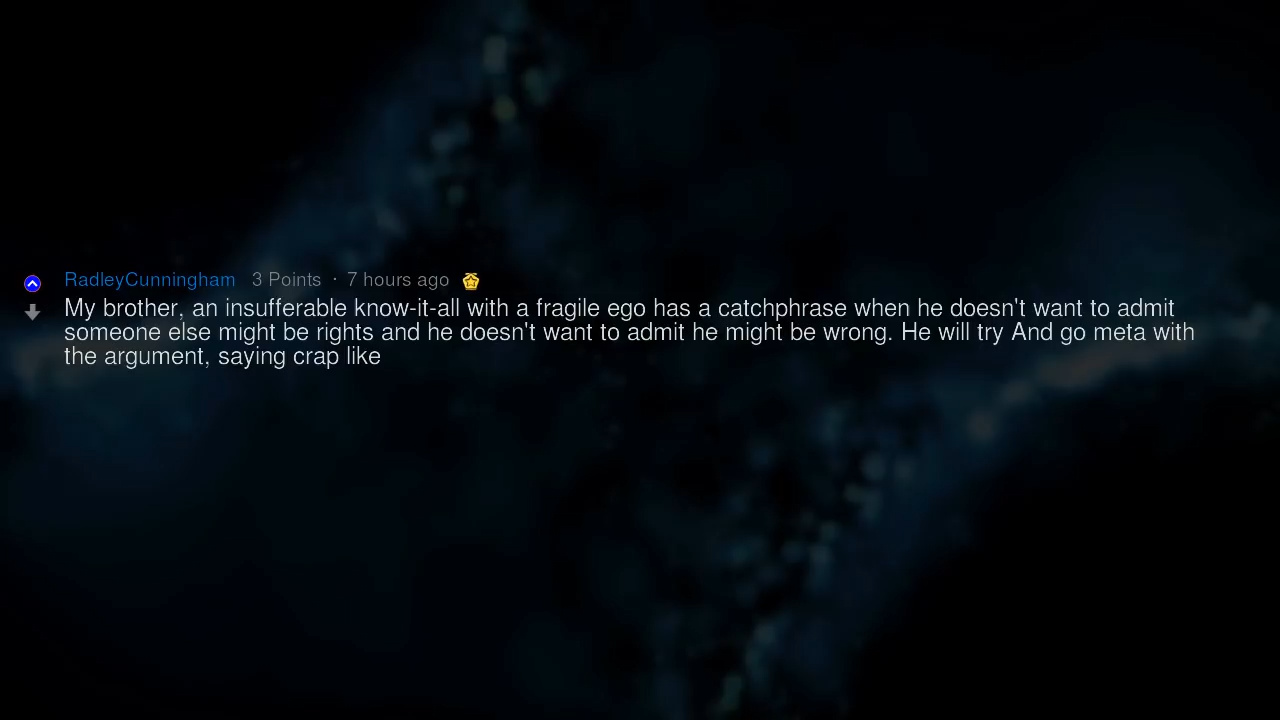 RadleyCunningham 3 Points · 7 hours ago
My brother, an insufferable know-it-all with a fragile ego has a catchphrase when he doesn't want to admit
someone else might be rights and he doesn't want to admit he might be wrong. He will try And go meta with
the argument, saying crap like